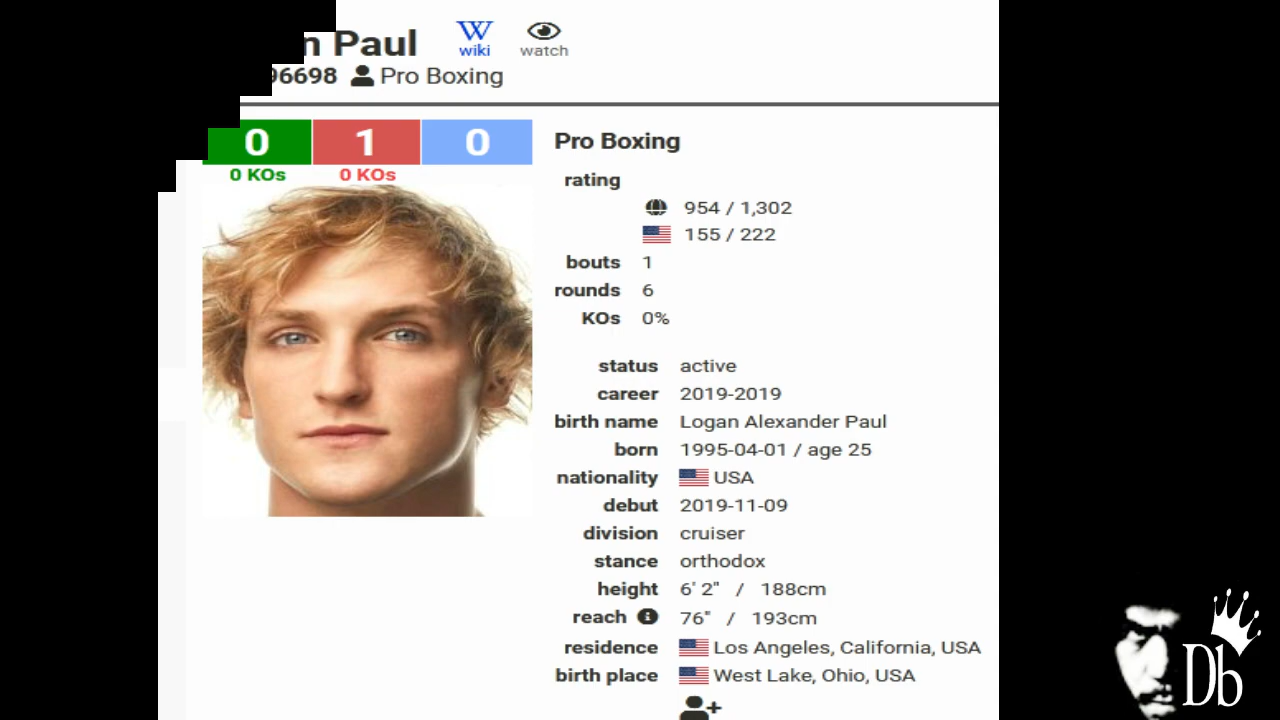 n Paul wiki watch
96698 Pro Boxing
0 1 0
0 KOs 0 KOs
Pro Boxing
rating
954 / 1,302
155 / 222
bouts 1
rounds 6
KOs 0%
status active
career 2019-2019
birth name Logan Alexander Paul
born 1995-04-01 / age 25
nationality USA
debut 2019-11-09
division cruiser
stance orthodox
height 6' 2" / 188cm
reach 76" / 193cm
residence Los Angeles, California, USA
birth place West Lake, Ohio, USA
Db